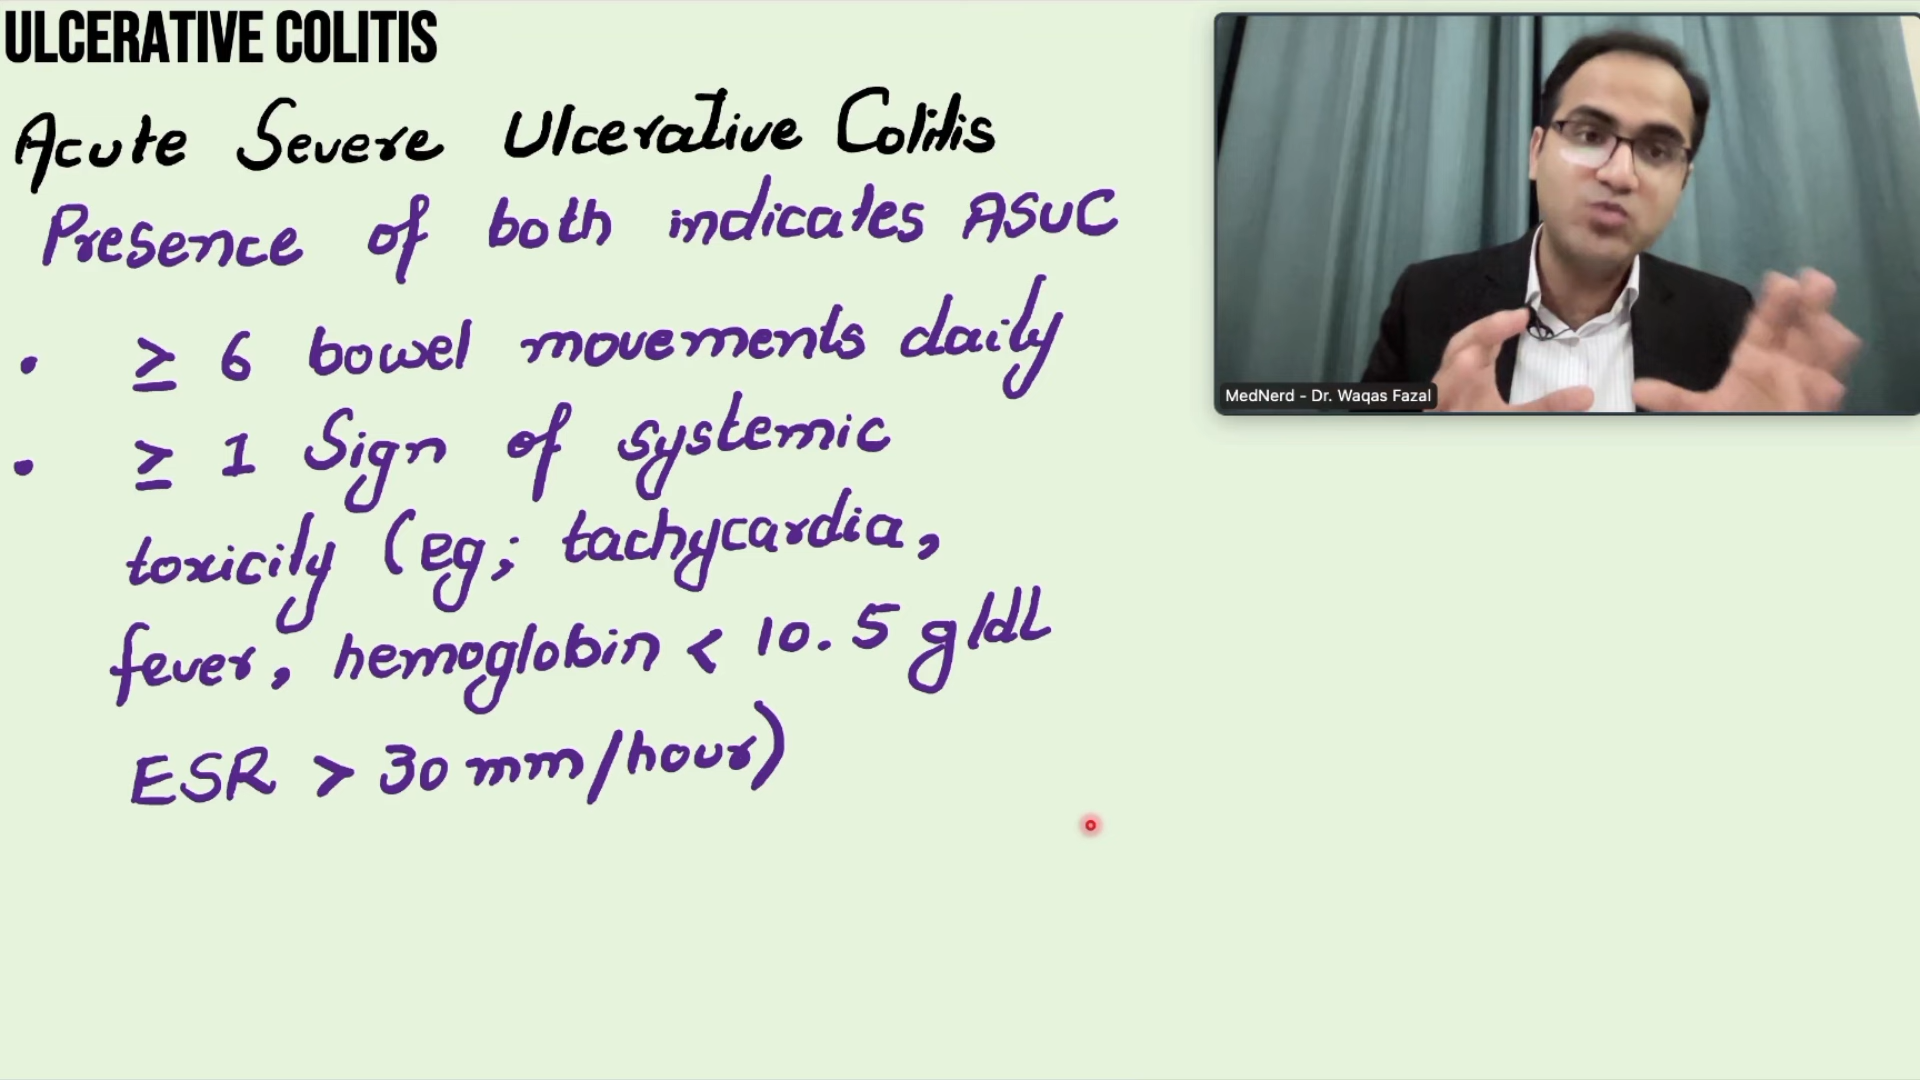 ULCERATIVE COLITIS
Acute Severe Ulcerative Colitis
Presence of both indicates ASUC
• ≥ 6 bowel movements daily
• ≥ 1 Sign of systemic
toxicity (eg; tachycardia,
fever, hemoglobin < 10.5 g/dL
ESR > 30 mm/hour)
MedNerd - Dr. Waqas Fazal